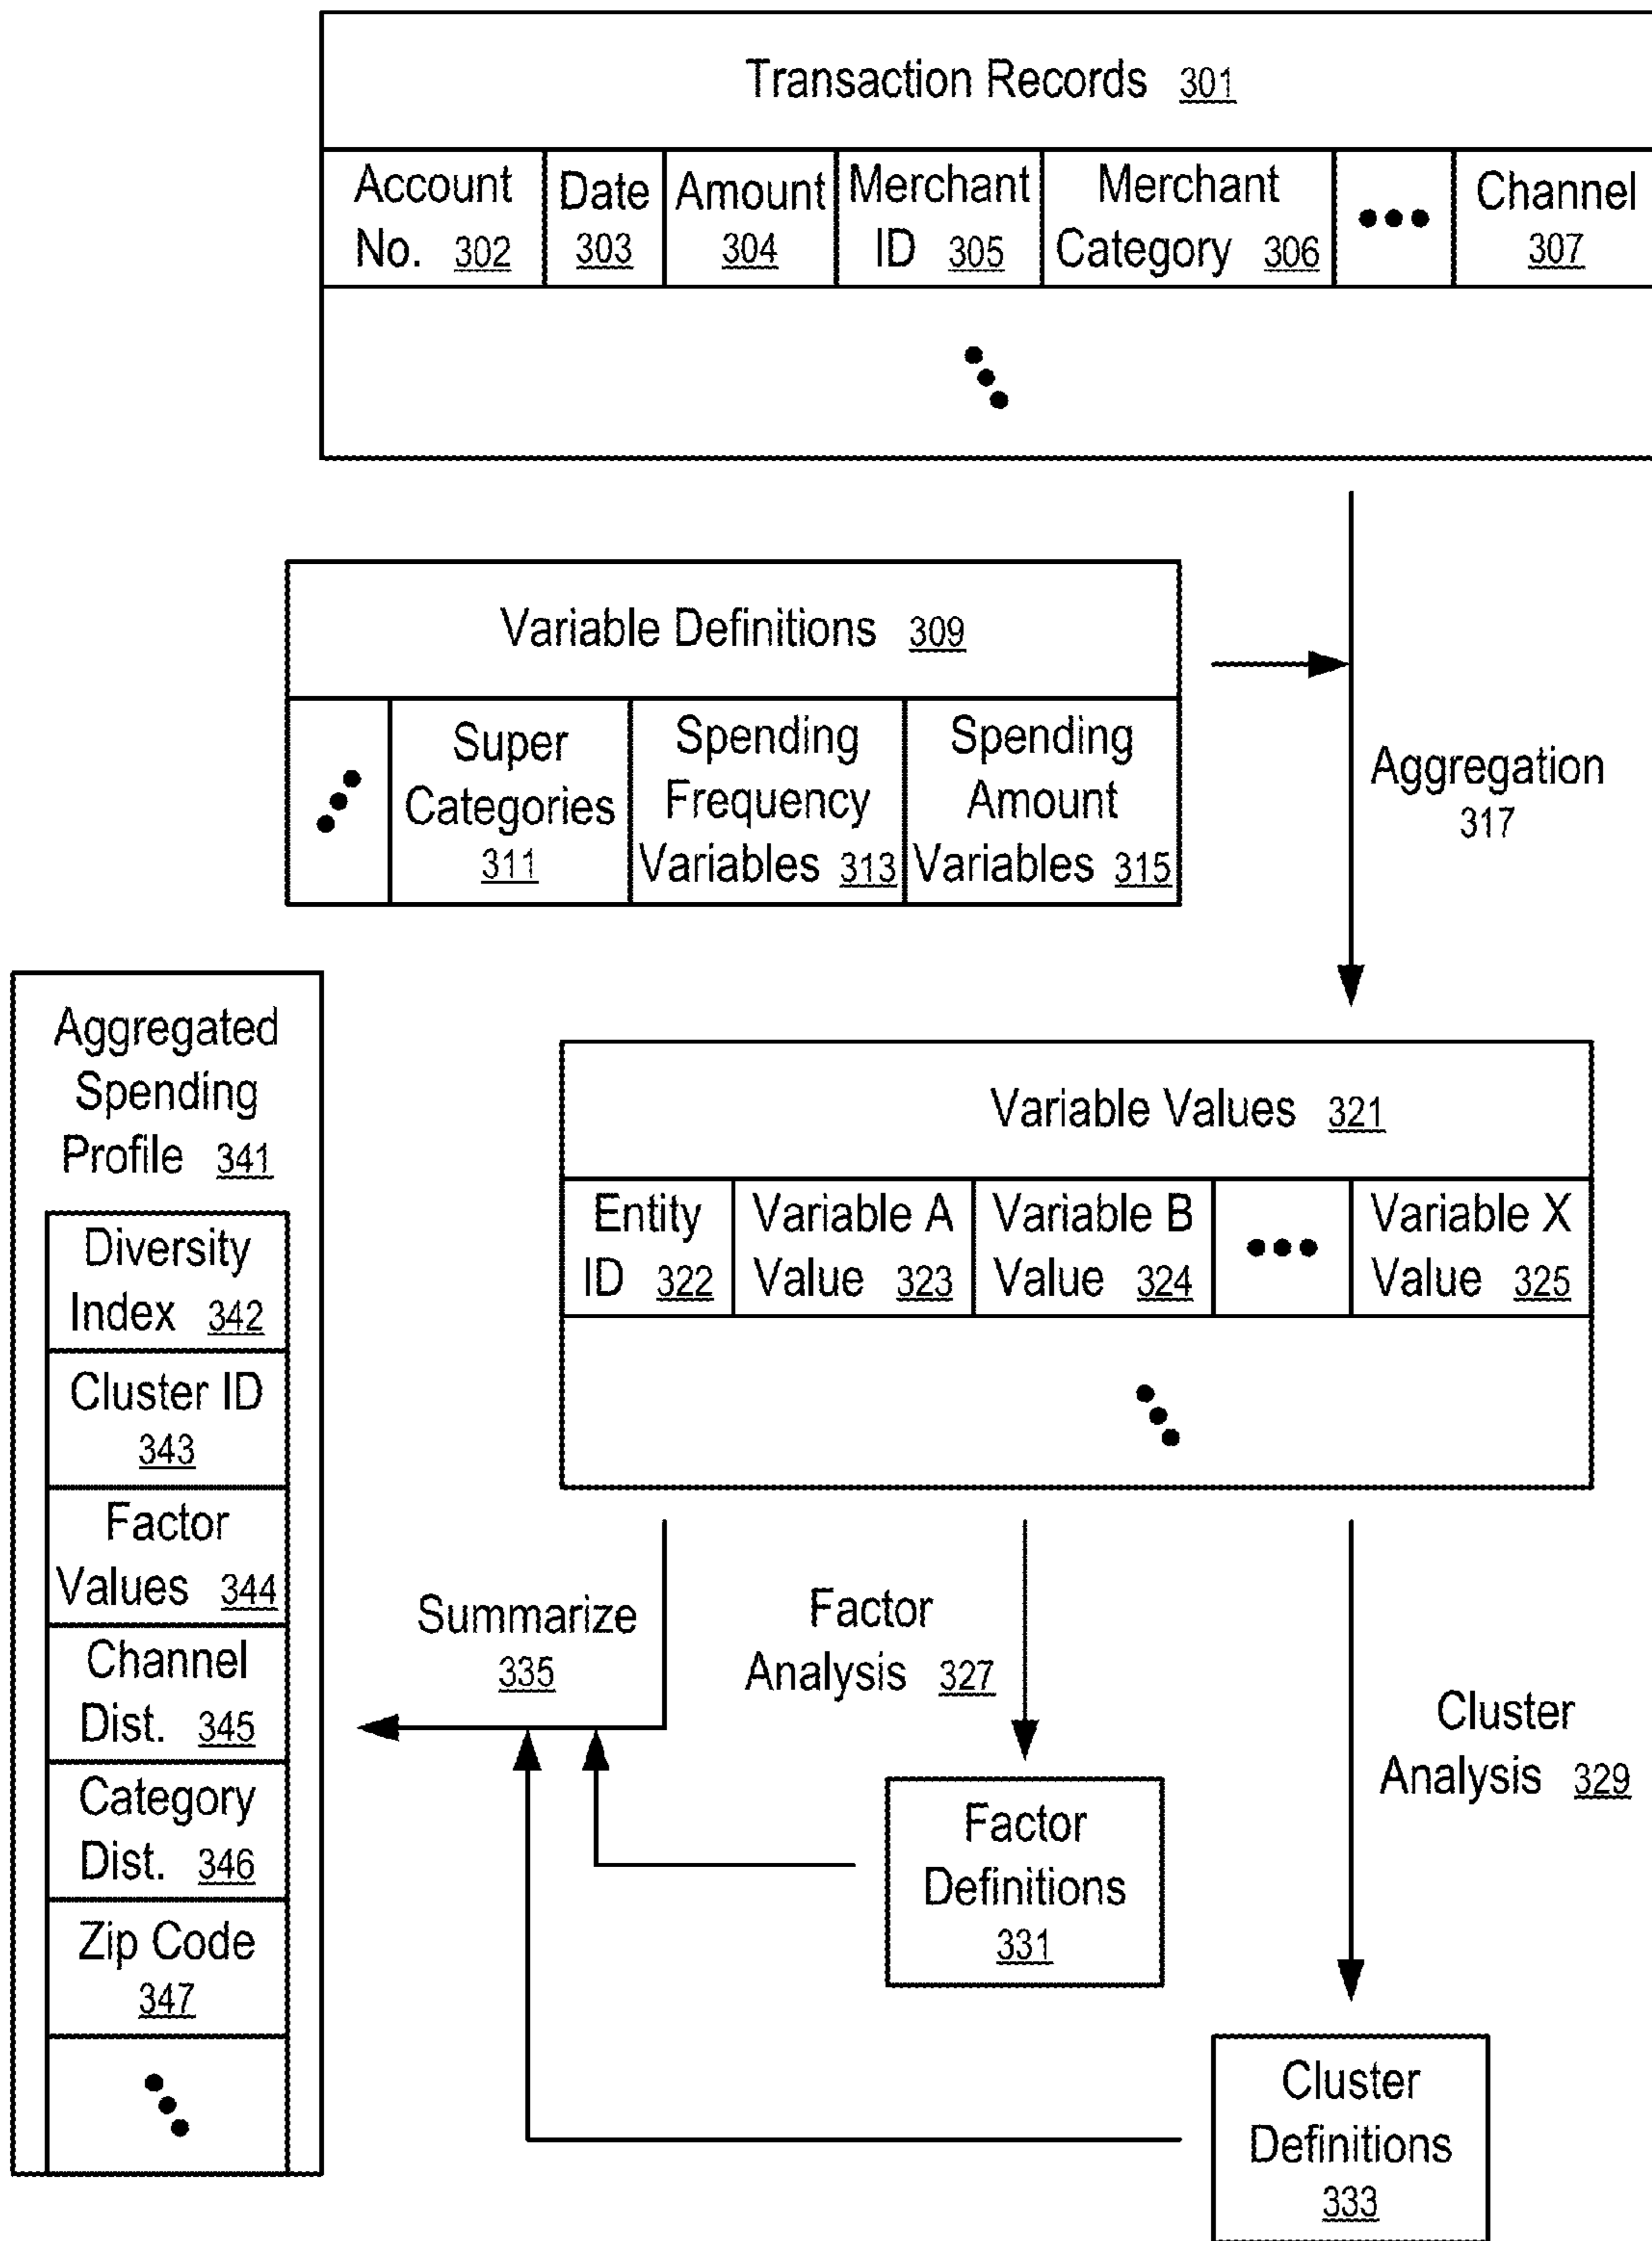 Transaction Records 301
Account
No. 302
Date
303
Amount
304
Merchant
ID 305
Merchant
Category 306
Channel
307
Variable Definitions 309
Super
Categories
311
Spending
Frequency
Variables 313
Spending
Amount
Variables 315
Aggregation
317
Aggregated
Spending
Profile 341
Diversity
Index 342
Cluster ID
343
Factor
Values 344
Channel
Dist. 345
Category
Dist. 346
Zip Code
347
Variable Values 321
Entity
ID 322
Variable A
Value 323
Variable B
Value 324
Variable X
Value 325
Summarize
335
Factor
Analysis 327
Cluster
Analysis 329
Factor
Definitions
331
Cluster
Definitions
333